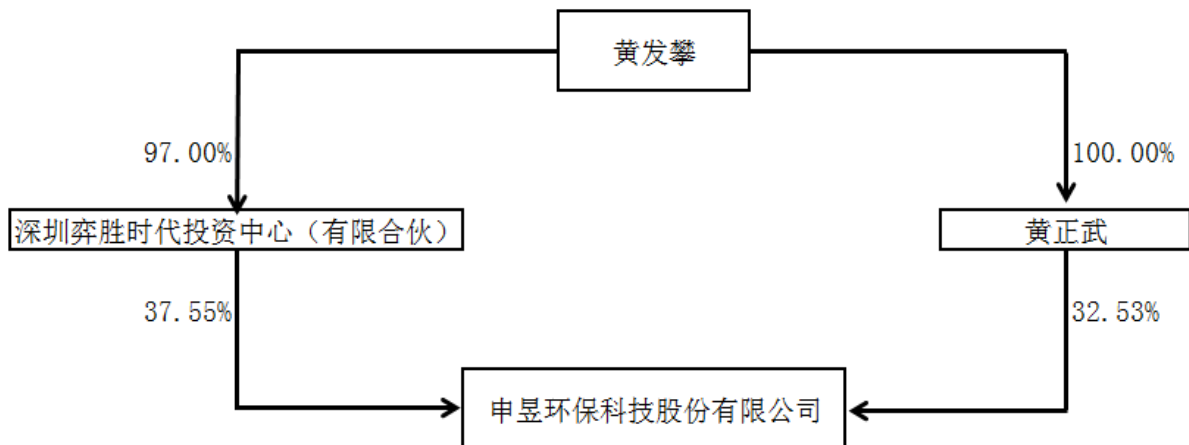 黄发攀
97.00%
100.00%
深圳弈胜时代投资中心（有限合伙）
黄正武
37.55%
32.53%
申昱环保科技股份有限公司